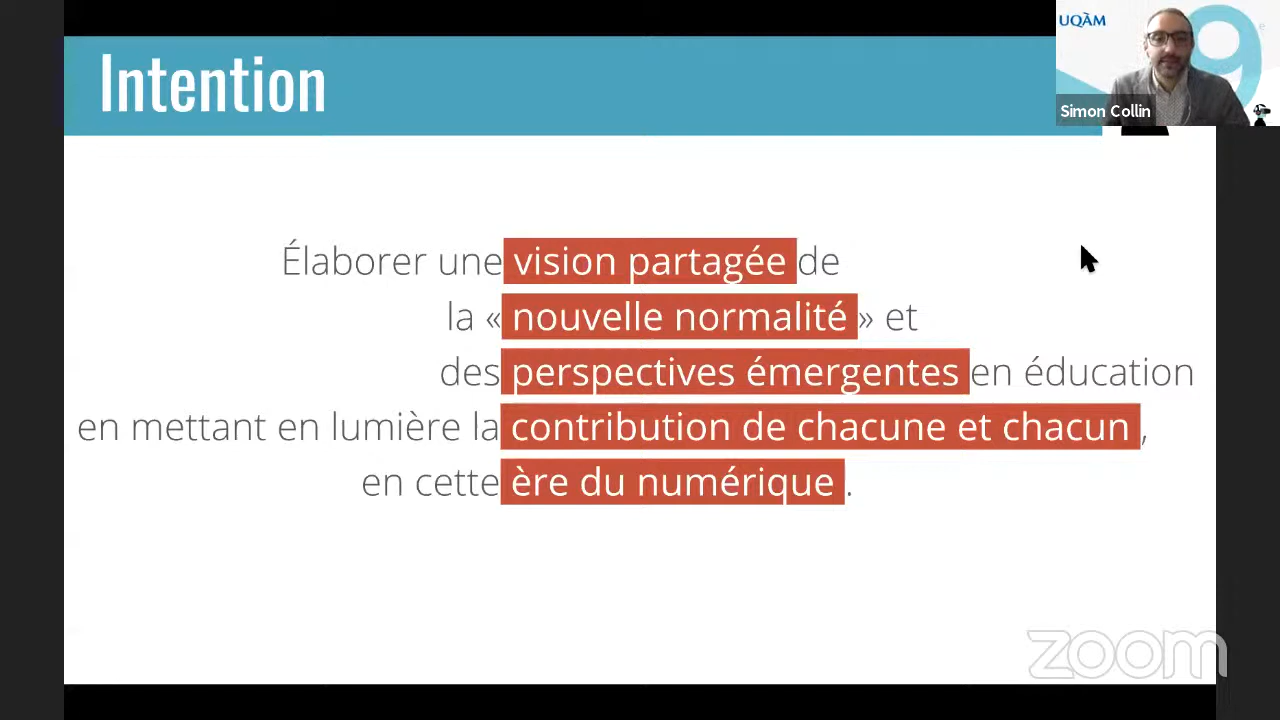 Intention
UQÀM
9e
Simon Collin
Élaborer une vision partagée de
la « nouvelle normalité » et
des perspectives émergentes en éducation
en mettant en lumière la contribution de chacune et chacun,
en cette ère du numérique.
zoom